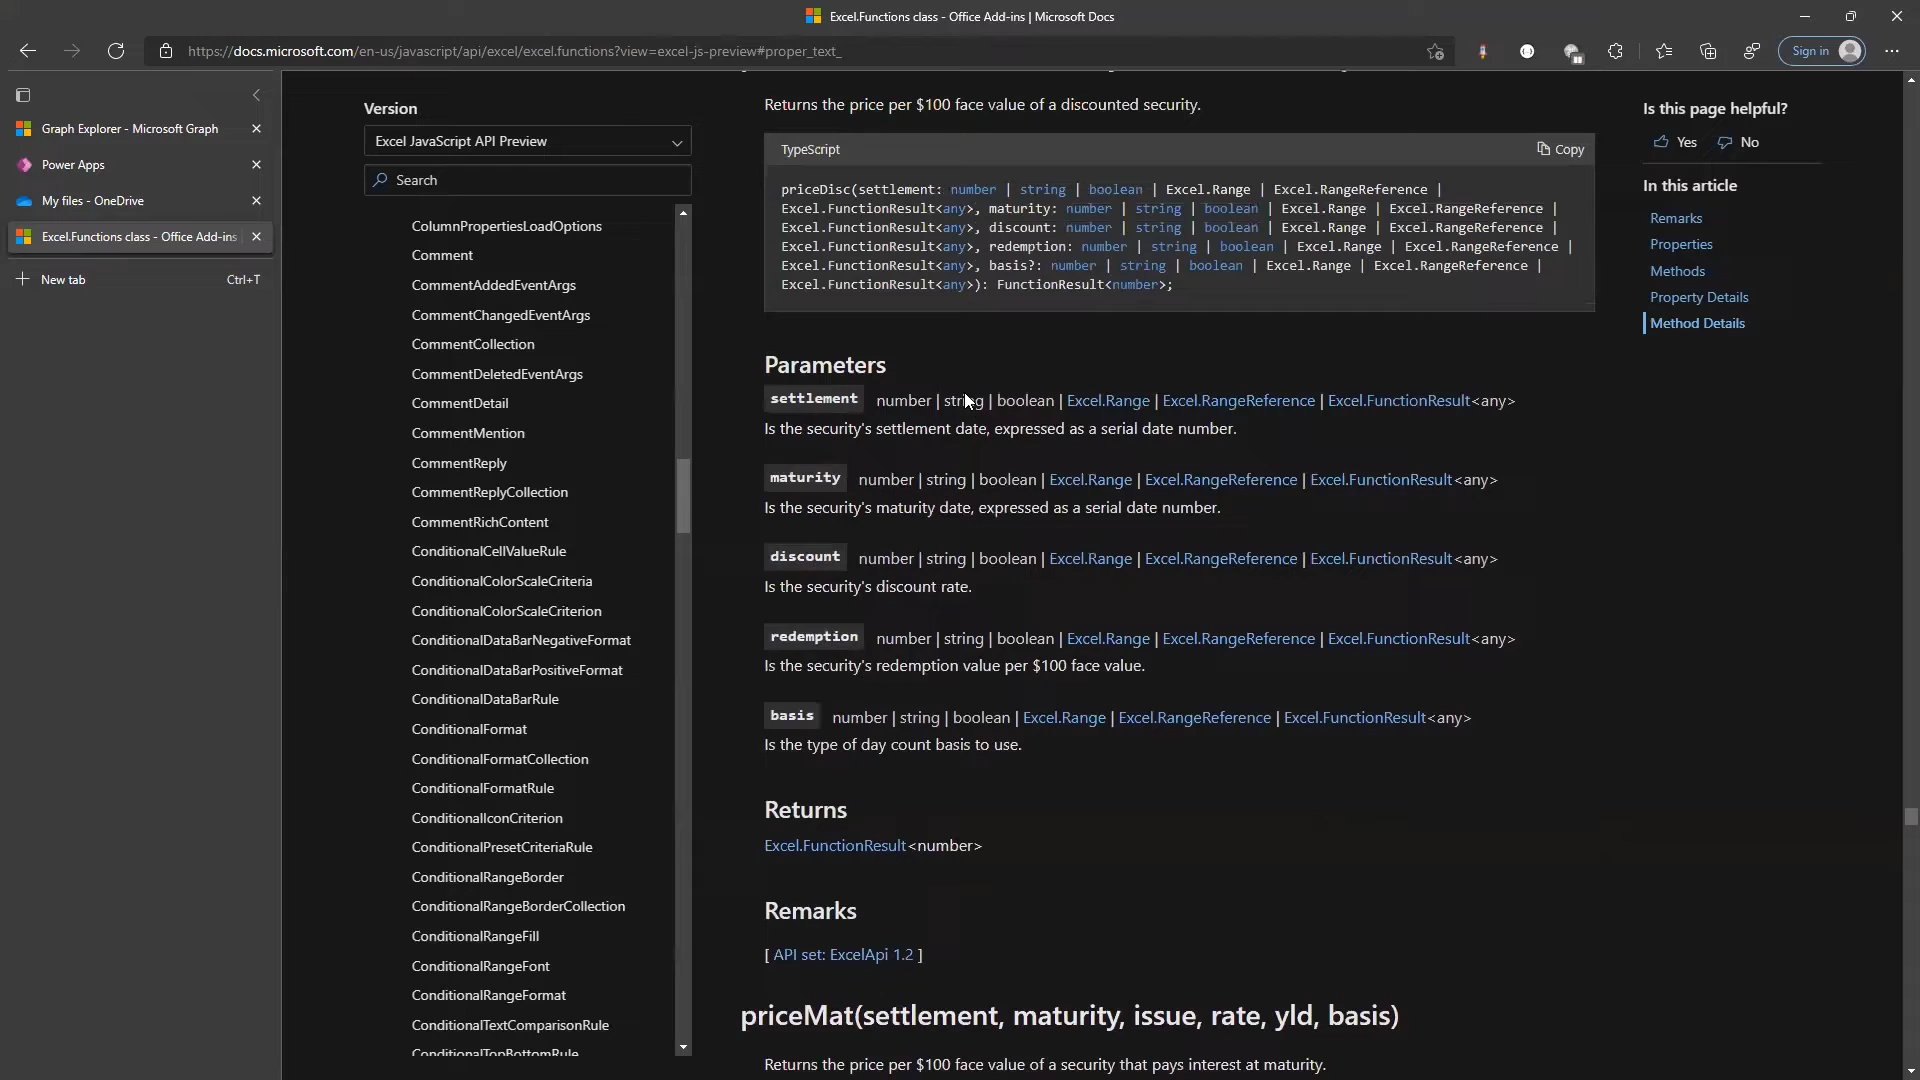 Excel.Functions class - Office Add-ins | Microsoft Docs
https://docs.microsoft.com/en-us/javascript/api/excel/excel.functions?view=excel-js-preview#proper_text_
Sign in
Graph Explorer - Microsoft Graph
Power Apps
My files - OneDrive
Excel.Functions class - Office Add-ins
New tab
Ctrl+T
Version
Excel JavaScript API Preview
Search
ColumnPropertiesLoadOptions
Comment
CommentAddedEventArgs
CommentChangedEventArgs
CommentCollection
CommentDeletedEventArgs
CommentDetail
CommentMention
CommentReply
CommentReplyCollection
CommentRichContent
ConditionalCellValueRule
ConditionalColorScaleCriteria
ConditionalColorScaleCriterion
ConditionalDataBarNegativeFormat
ConditionalDataBarPositiveFormat
ConditionalDataBarRule
ConditionalFormat
ConditionalFormatCollection
ConditionalFormatRule
ConditionalIconCriterion
ConditionalPresetCriteriaRule
ConditionalRangeBorder
ConditionalRangeBorderCollection
ConditionalRangeFill
ConditionalRangeFont
ConditionalRangeFormat
ConditionalTextComparisonRule
ConditionalTopBottomRule
Returns the price per $100 face value of a discounted security.
TypeScript
Copy
priceDisc(settlement: number | string | boolean | Excel.Range | Excel.RangeReference |
Excel.FunctionResult<any>, maturity: number | string | boolean | Excel.Range | Excel.RangeReference |
Excel.FunctionResult<any>, discount: number | string | boolean | Excel.Range | Excel.RangeReference |
Excel.FunctionResult<any>, redemption: number | string | boolean | Excel.Range | Excel.RangeReference |
Excel.FunctionResult<any>, basis?: number | string | boolean | Excel.Range | Excel.RangeReference |
Excel.FunctionResult<any>): FunctionResult<number>;
Parameters
settlement number | string | boolean | Excel.Range | Excel.RangeReference | Excel.FunctionResult<any>
Is the security's settlement date, expressed as a serial date number.
maturity number | string | boolean | Excel.Range | Excel.RangeReference | Excel.FunctionResult<any>
Is the security's maturity date, expressed as a serial date number.
discount number | string | boolean | Excel.Range | Excel.RangeReference | Excel.FunctionResult<any>
Is the security's discount rate.
redemption number | string | boolean | Excel.Range | Excel.RangeReference | Excel.FunctionResult<any>
Is the security's redemption value per $100 face value.
basis number | string | boolean | Excel.Range | Excel.RangeReference | Excel.FunctionResult<any>
Is the type of day count basis to use.
Returns
Excel.FunctionResult<number>
Remarks
[ API set: ExcelApi 1.2 ]
priceMat(settlement, maturity, issue, rate, yld, basis)
Returns the price per $100 face value of a security that pays interest at maturity.
Is this page helpful?
Yes
No
In this article
Remarks
Properties
Methods
Property Details
Method Details